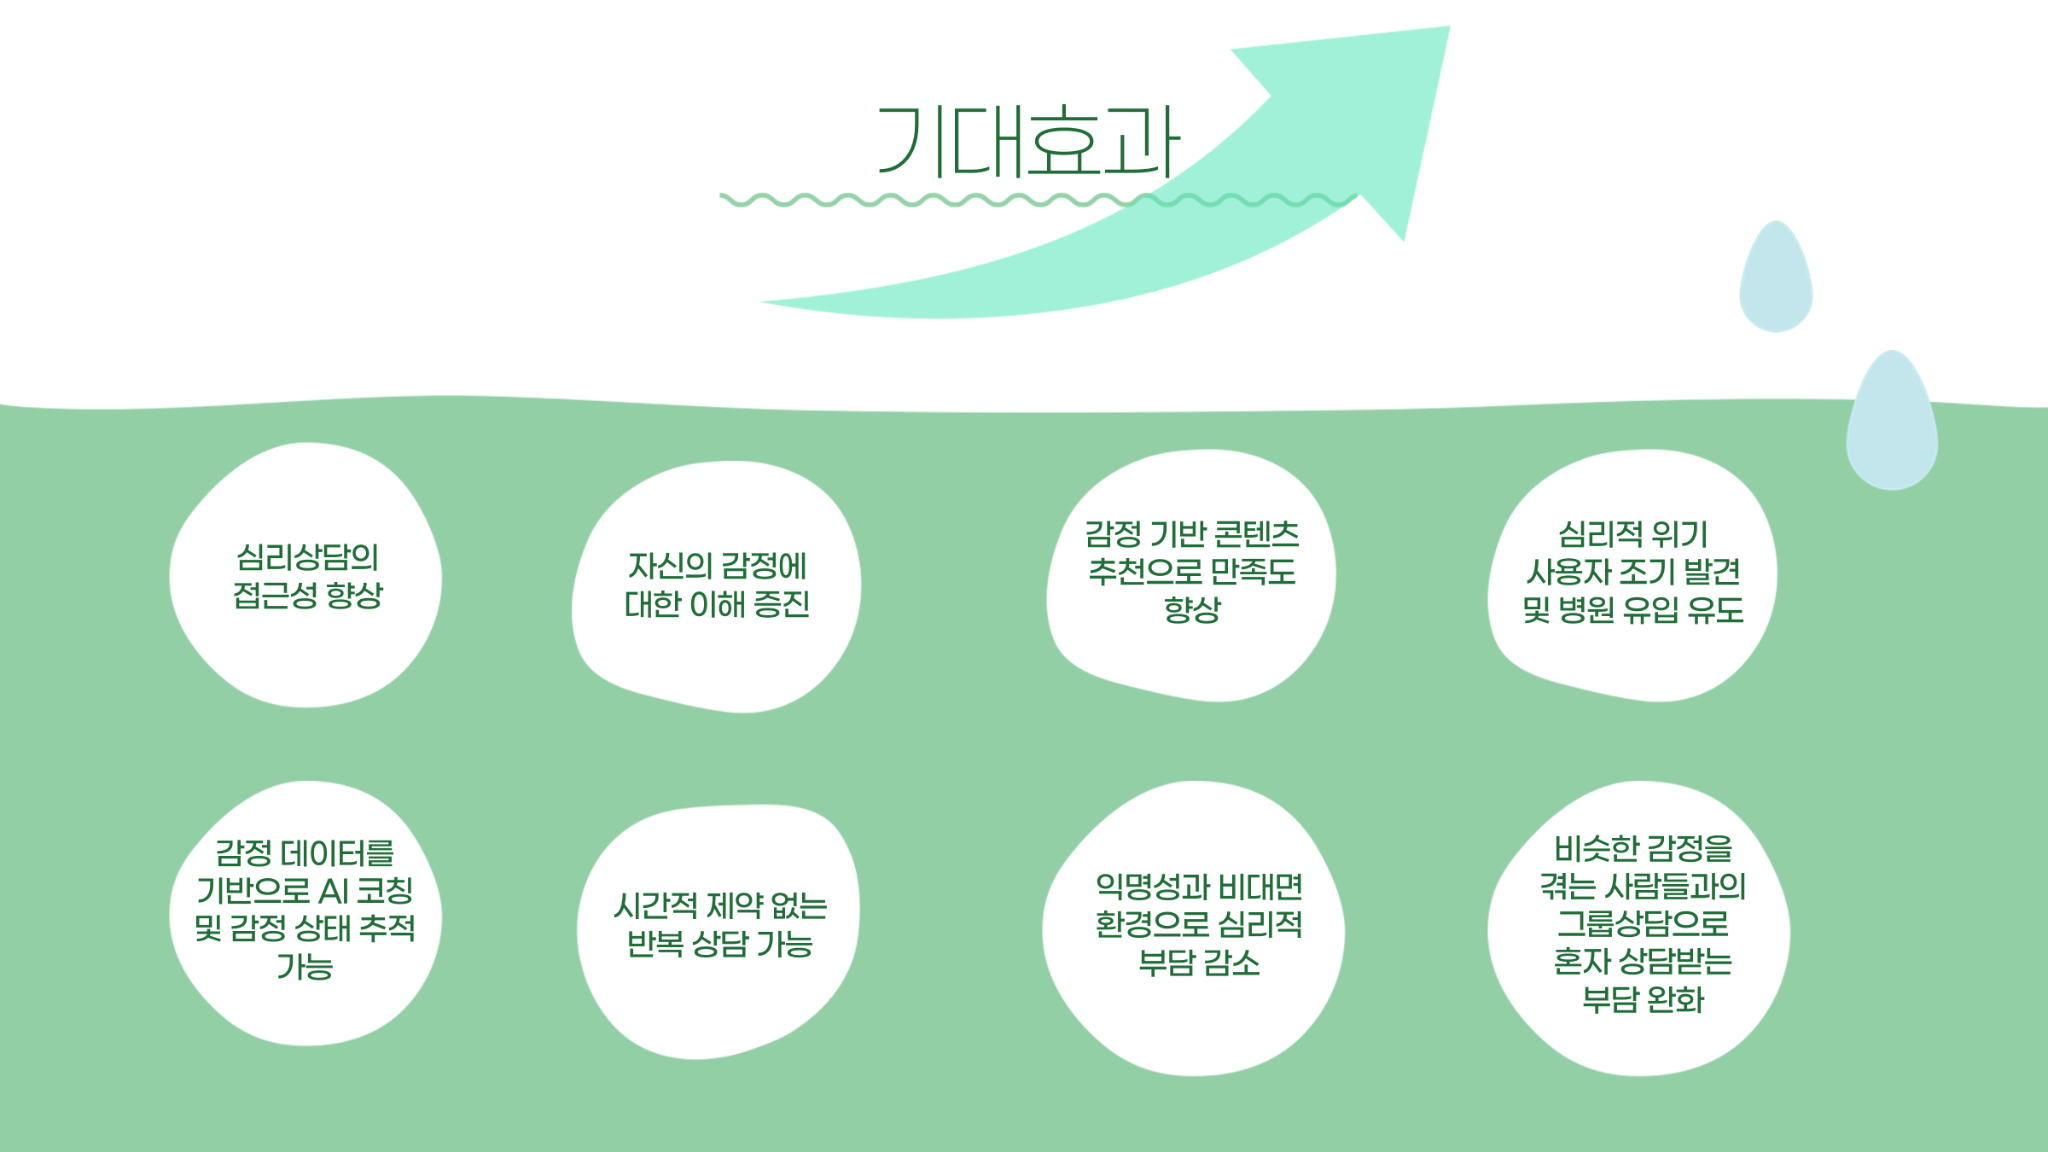 기대효과
심리상담의
접근성 향상
자신의 감정에
대한 이해 증진
감정 기반 콘텐츠
추천으로 만족도
향상
심리적 위기
사용자 조기 발견
및 병원 유입 유도
감정 데이터를
기반으로 AI 코칭
및 감정 상태 추적
가능
시간적 제약 없는
반복 상담 가능
익명성과 비대면
환경으로 심리적
부담 감소
비슷한 감정을
겪는 사람들과의
그룹상담으로
혼자 상담받는
부담 완화